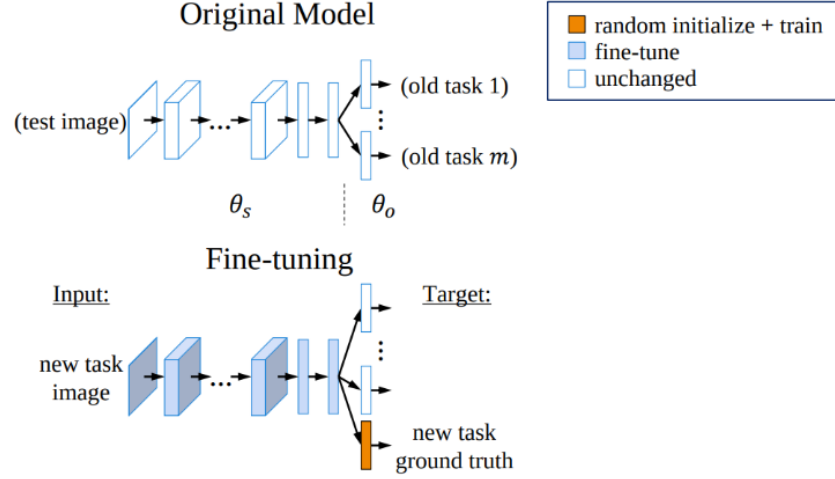 Original Model
random initialize + train
fine-tune
unchanged
(test image)
...
(old task 1)
⋮
(old task m)
θₛ
θₒ
Fine-tuning
Input:
Target:
new task
image
...
⋮
new task
ground truth